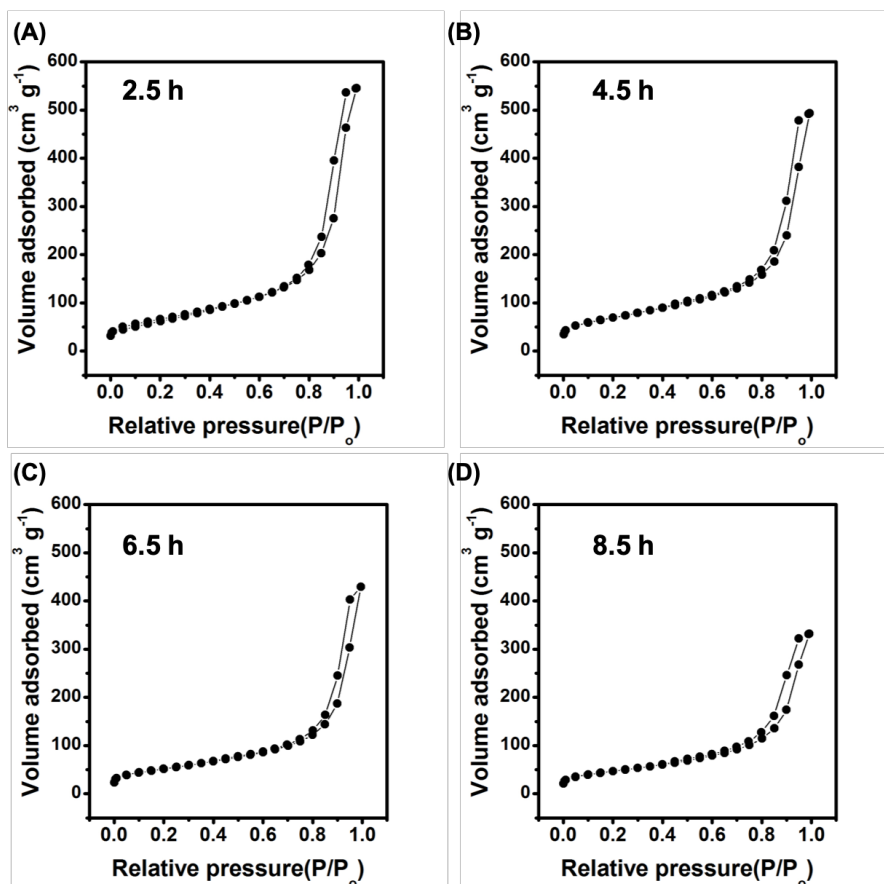 (A)
2.5 h
Volume adsorbed (cm³ g⁻¹)
600
500
400
300
200
100
0
0.0 0.2 0.4 0.6 0.8 1.0
Relative pressure(P/Pₒ)
(B)
4.5 h
Volume adsorbed (cm³ g⁻¹)
600
500
400
300
200
100
0
0.0 0.2 0.4 0.6 0.8 1.0
Relative pressure(P/Pₒ)
(C)
6.5 h
Volume adsorbed (cm³ g⁻¹)
600
500
400
300
200
100
0
0.0 0.2 0.4 0.6 0.8 1.0
Relative pressure(P/Pₒ)
(D)
8.5 h
Volume adsorbed (cm³ g⁻¹)
600
500
400
300
200
100
0
0.0 0.2 0.4 0.6 0.8 1.0
Relative pressure(P/Pₒ)